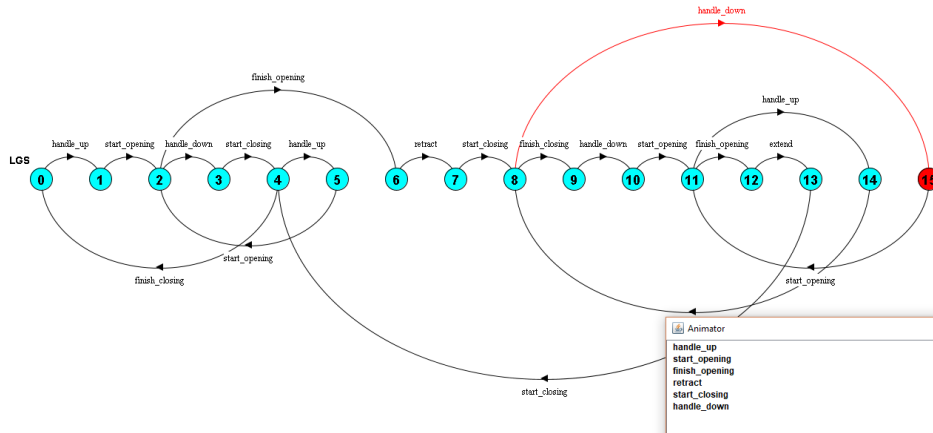 handle_down
finish_opening
handle_up
handle_up start_opening handle_down start_closing handle_up retract start_closing finish_closing handle_down start_opening finish_opening extend
LGS
0 1 2 3 4 5 6 7 8 9 10 11 12 13 14 15
start_opening
finish_closing start_opening
start_closing
Animator
handle_up
start_opening
finish_opening
retract
start_closing
handle_down